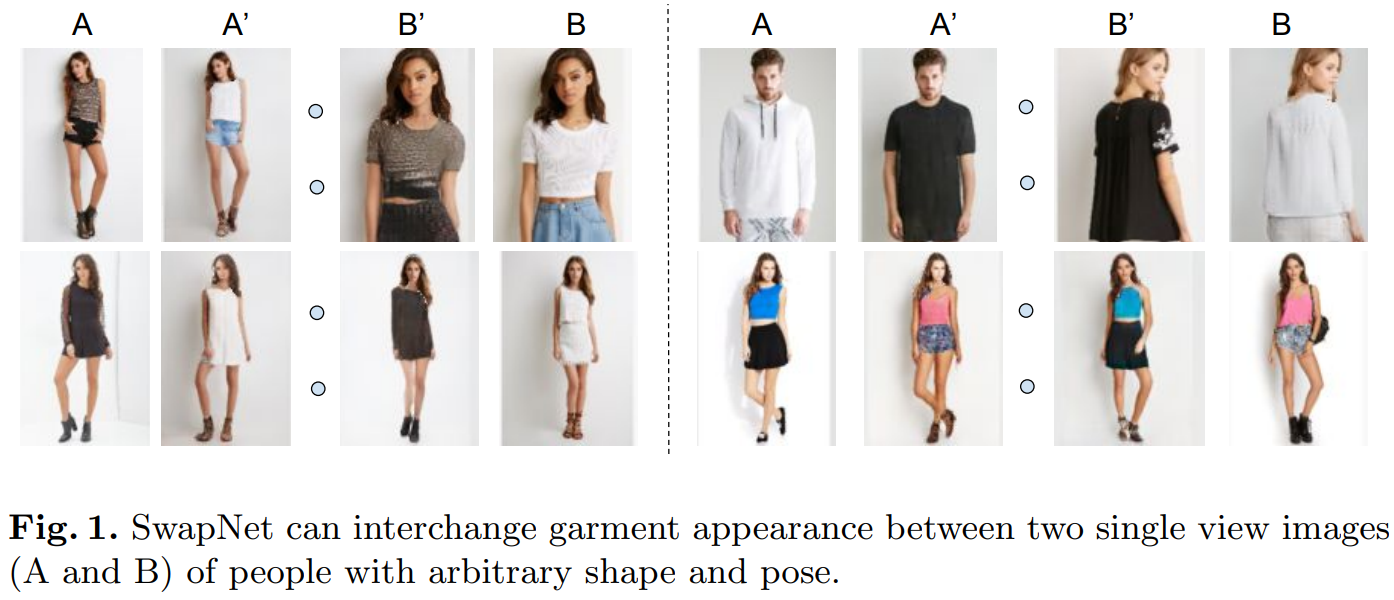 A A’ B’ B A A’ B’ B
Fig. 1. SwapNet can interchange garment appearance between two single view images
(A and B) of people with arbitrary shape and pose.